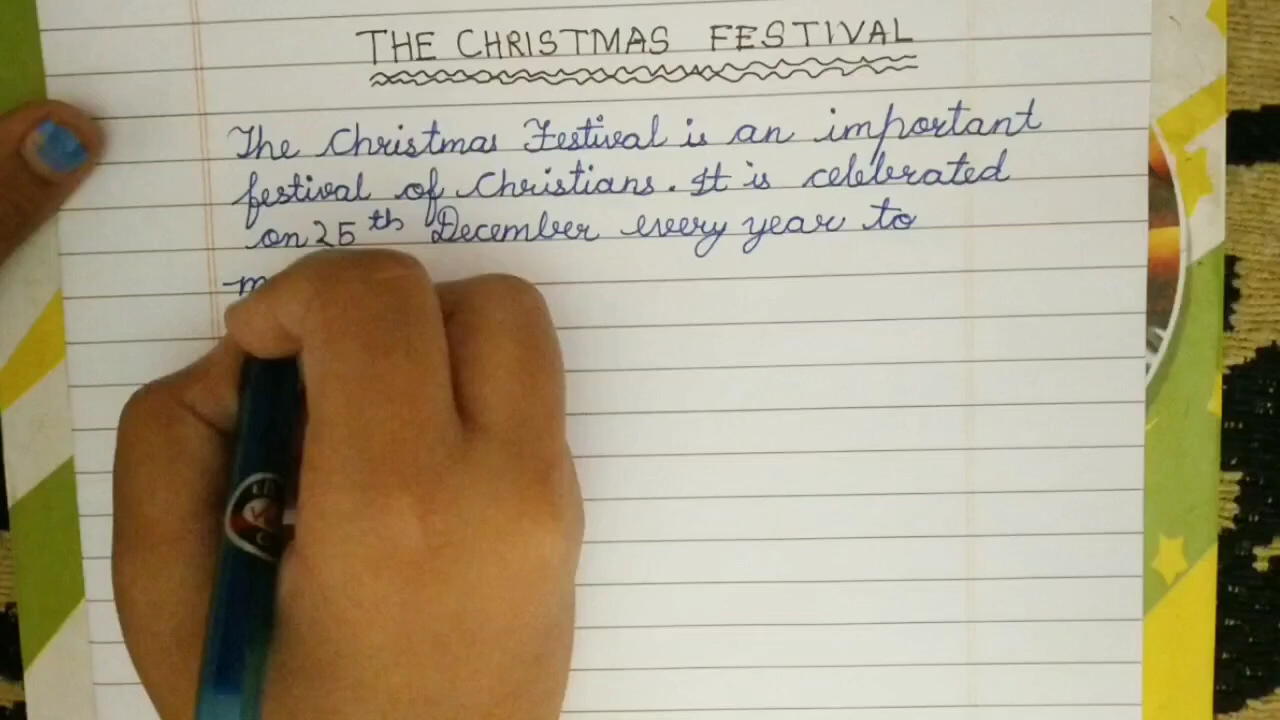 THE CHRISTMAS FESTIVAL
The Christmas Festival is an important
festival of Christians. It is celebrated
on 25th December every year to
m